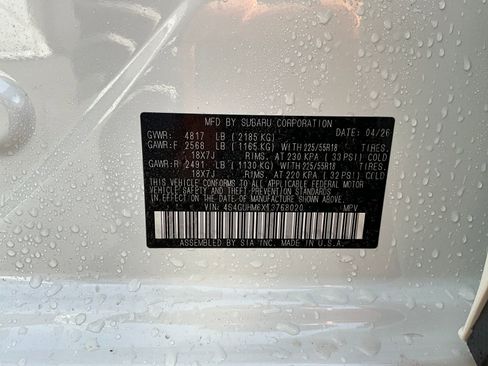 MFD BY SUBARU CORPORATION DATE: 04/26
GVWR: 4817 LB (2185 KG)
GAWR:F 2568 LB (1165 KG) WITH 225/55R18 TIRES.
18X7J RIMS. AT 230 KPA (33 PSI) COLD
GAWR:R 2491 LB (1130 KG) WITH 225/55R18 TIRES.
18X7J RIMS. AT 220 KPA (32 PSI) COLD
THIS VEHICLE CONFORMS TO ALL APPLICABLE FEDERAL MOTOR
VEHICLE SAFETY AND THEFT-PREVENTION STANDARDS
IN EFFECT ON THE DATE OF MANUFACTURE SHOWN ABOVE.
VIN: 4S4GUHM6XT3768020 MPV
ASSEMBLED BY SIA INC. MADE IN U.S.A.